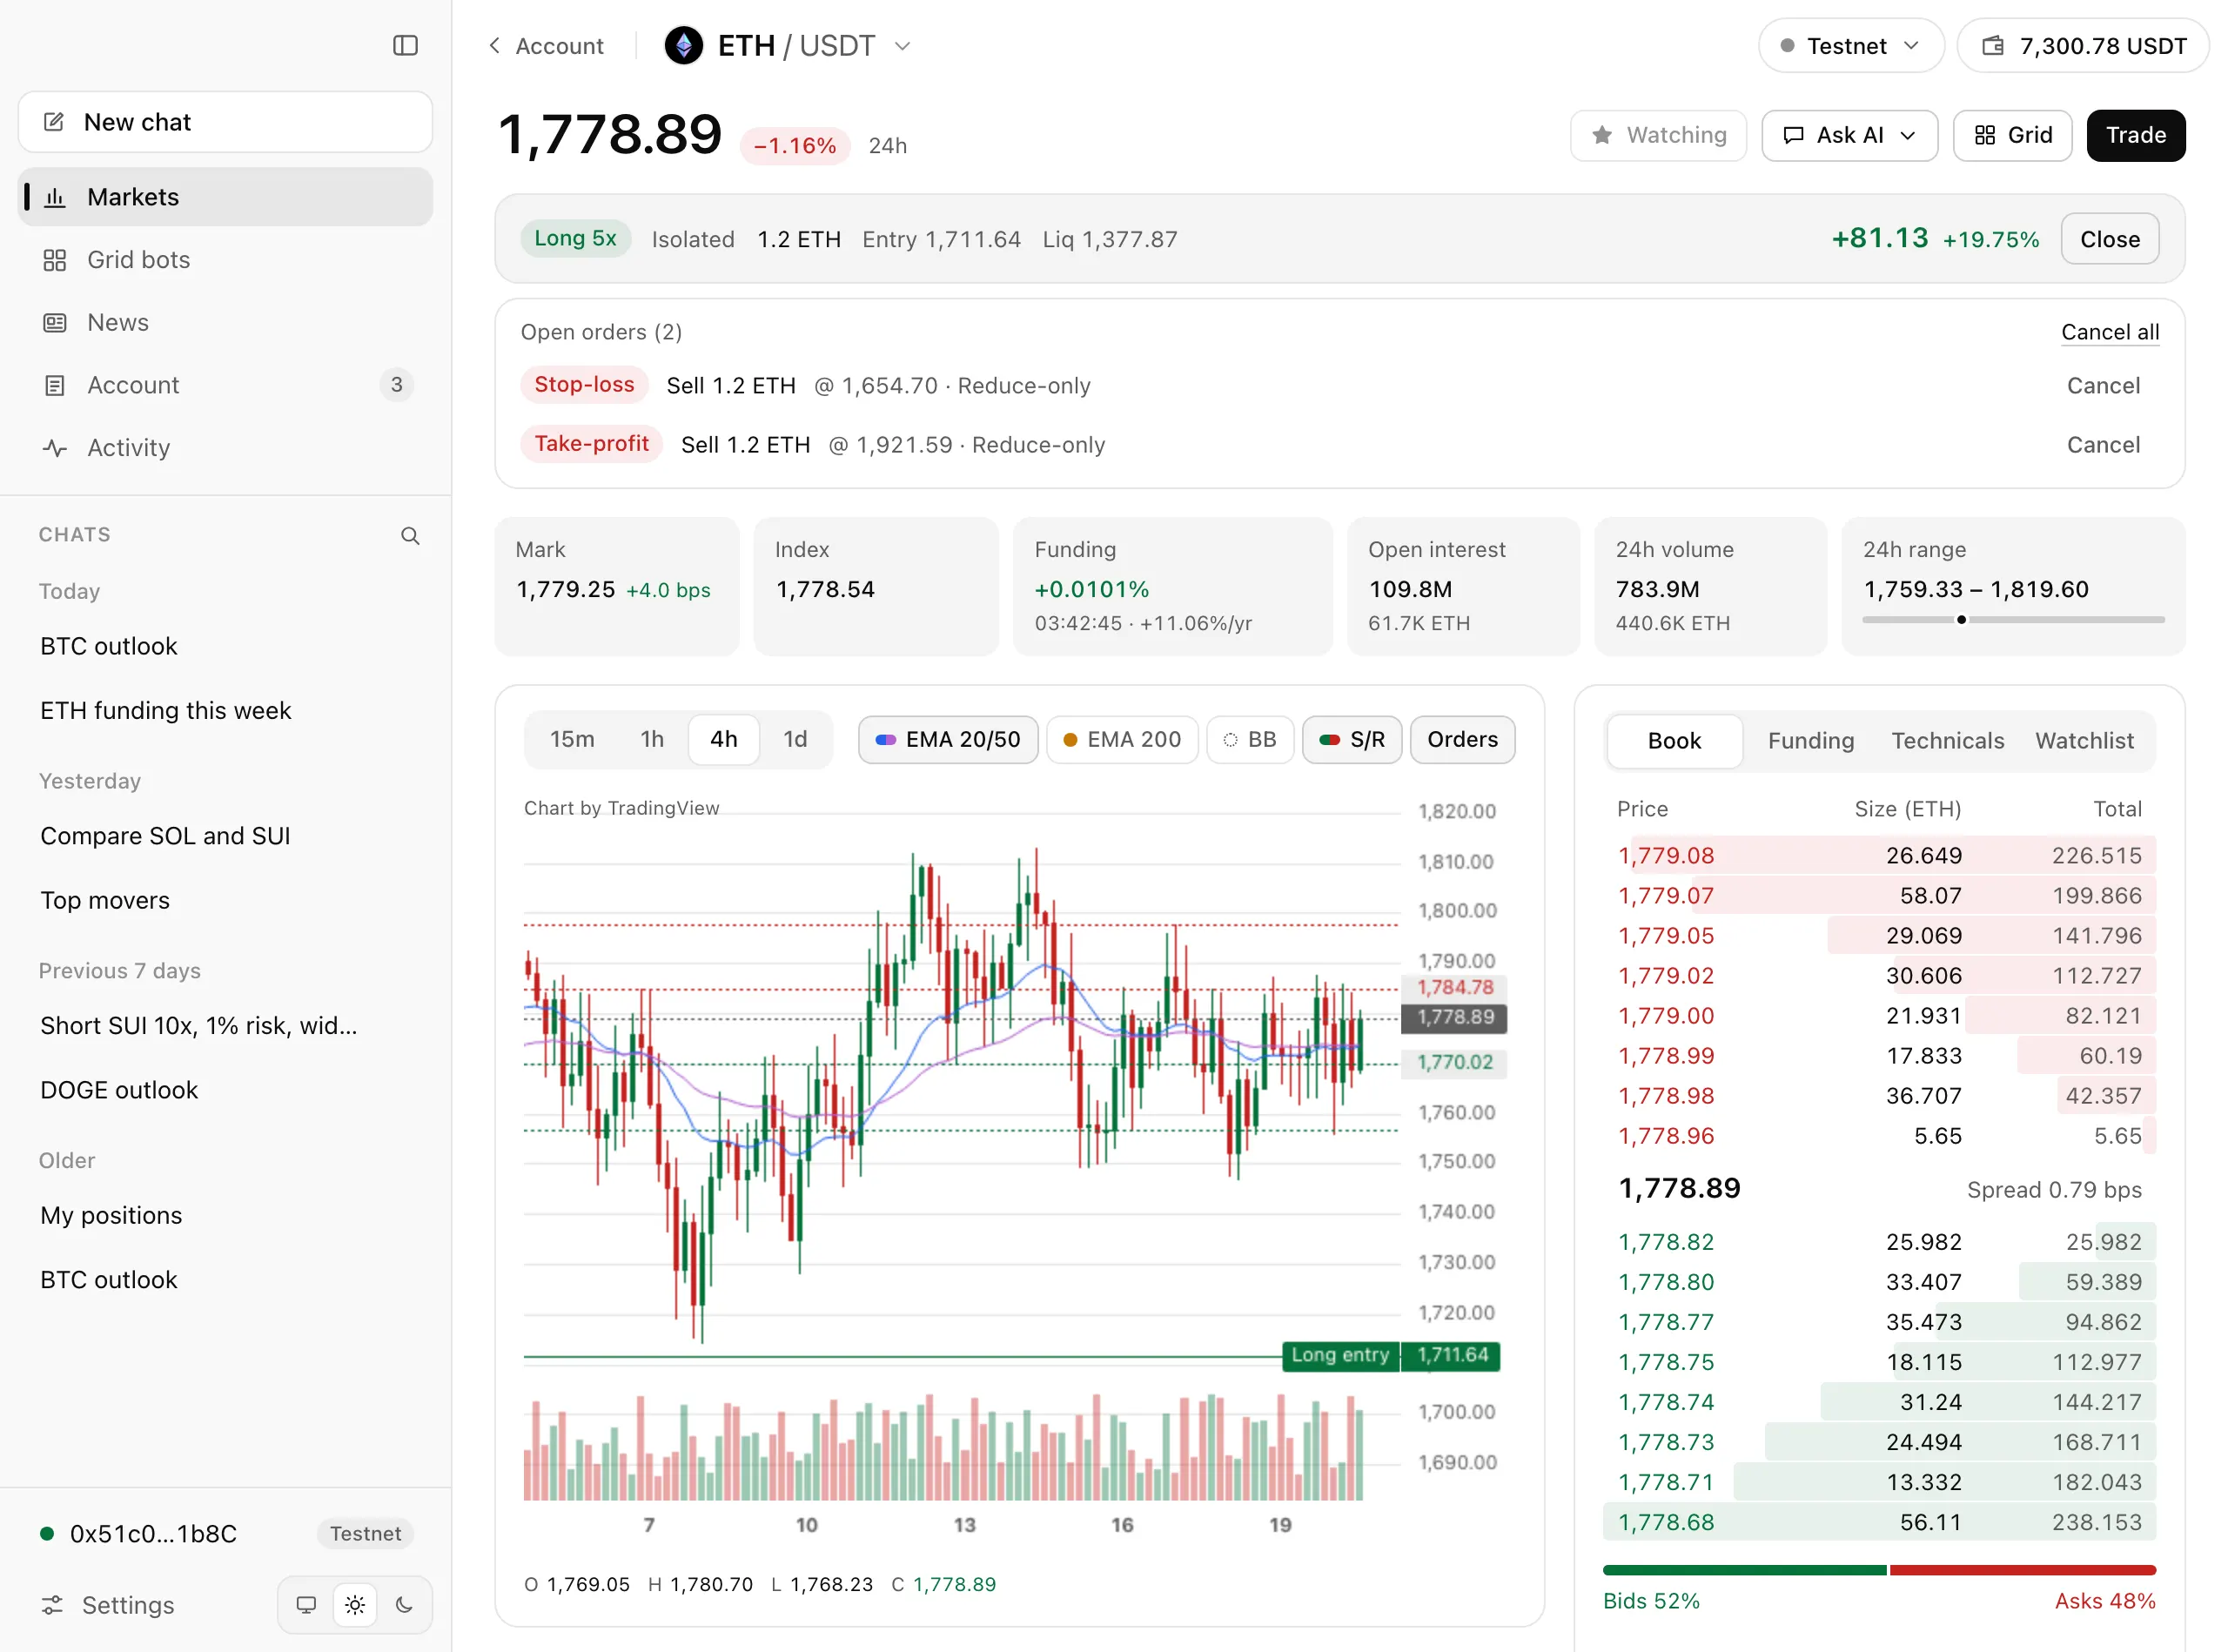 Account
ETH / USDT
Testnet
7,300.78 USDT
New chat
Markets
Grid bots
News
Account
3
Activity
CHATS
Today
BTC outlook
ETH funding this week
Yesterday
Compare SOL and SUI
Top movers
Previous 7 days
Short SUI 10x, 1% risk, wid...
DOGE outlook
Older
My positions
BTC outlook
0x51c0...1b8C
Testnet
Settings
1,778.89 −1.16% 24h
Watching
Ask AI
Grid
Trade
Long 5x Isolated 1.2 ETH Entry 1,711.64 Liq 1,377.87
+81.13 +19.75% Close
Open orders (2)
Cancel all
Stop-loss Sell 1.2 ETH @ 1,654.70 · Reduce-only
Cancel
Take-profit Sell 1.2 ETH @ 1,921.59 · Reduce-only
Cancel
Mark
1,779.25 +4.0 bps
Index
1,778.54
Funding
+0.0101%
03:42:45 · +11.06%/yr
Open interest
109.8M
61.7K ETH
24h volume
783.9M
440.6K ETH
24h range
1,759.33 – 1,819.60
15m 1h 4h 1d
EMA 20/50 EMA 200 BB S/R Orders
Chart by TradingView
1,820.00
1,810.00
1,800.00
1,790.00
1,784.78
1,778.89
1,770.02
1,760.00
1,750.00
1,740.00
1,730.00
1,720.00
Long entry 1,711.64
1,700.00
1,690.00
7 10 13 16 19
O 1,769.05 H 1,780.70 L 1,768.23 C 1,778.89
Book Funding Technicals Watchlist
Price Size (ETH) Total
1,779.08 26.649 226.515
1,779.07 58.07 199.866
1,779.05 29.069 141.796
1,779.02 30.606 112.727
1,779.00 21.931 82.121
1,778.99 17.833 60.19
1,778.98 36.707 42.357
1,778.96 5.65 5.65
1,778.89 Spread 0.79 bps
1,778.82 25.982 25.982
1,778.80 33.407 59.389
1,778.77 35.473 94.862
1,778.75 18.115 112.977
1,778.74 31.24 144.217
1,778.73 24.494 168.711
1,778.71 13.332 182.043
1,778.68 56.11 238.153
Bids 52% Asks 48%